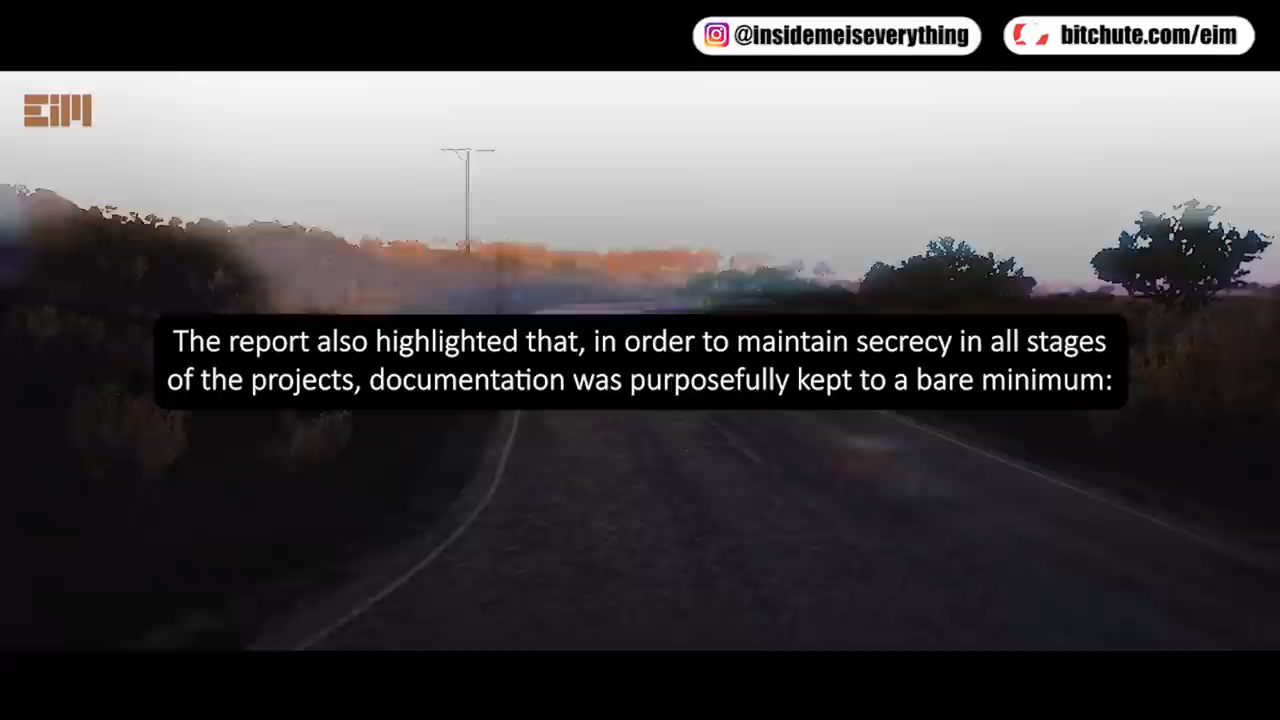 @insidemeiseverything
bitchute.com/eim
EiM
The report also highlighted that, in order to maintain secrecy in all stages
of the projects, documentation was purposefully kept to a bare minimum: